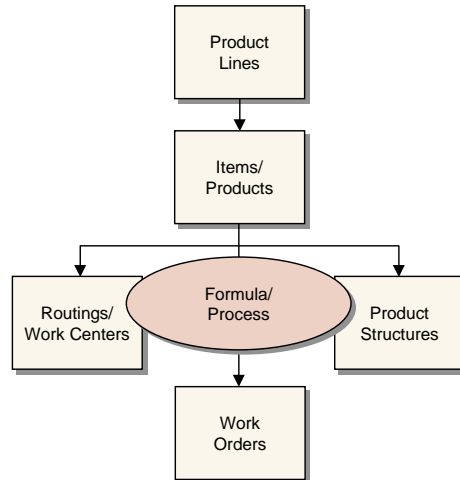 Product
Lines
Items/
Products
Routings/
Work Centers
Formula/
Process
Product
Structures
Work
Orders